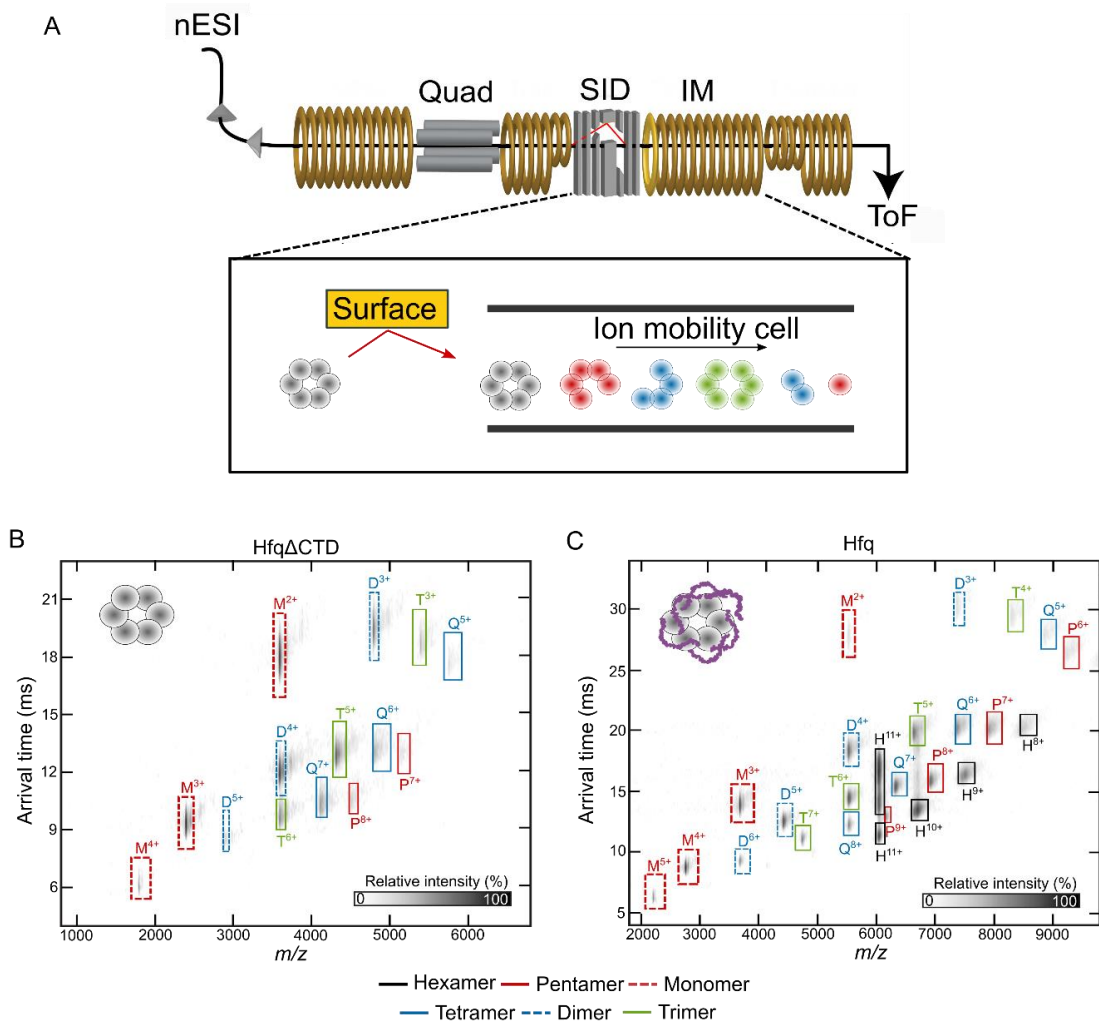 A
nESI
Quad
SID
IM
ToF
Surface
Ion mobility cell
B
HfqΔCTD
Arrival time (ms)
21
18
15
12
9
6
M2+
D3+
T3+
Q5+
D4+
T5+
Q6+
P7+
Q7+
M3+
D5+
P8+
T6+
M4+
Relative intensity (%)
0 100
1000 2000 3000 4000 5000 6000
m/z
C
Hfq
Arrival time (ms)
30
25
20
15
10
5
M2+
D3+
T4+
Q5+
P6+
D4+
H11+
T5+
Q6+
P7+
H8+
M3+
D5+
T6+
Q7+
P8+
H9+
T7+
P9+
H10+
M4+
D6+
Q8+
H11+
M5+
Relative intensity (%)
0 100
2000 3000 4000 5000 6000 7000 8000 9000
m/z
Hexamer Pentamer Monomer
Tetramer Dimer Trimer